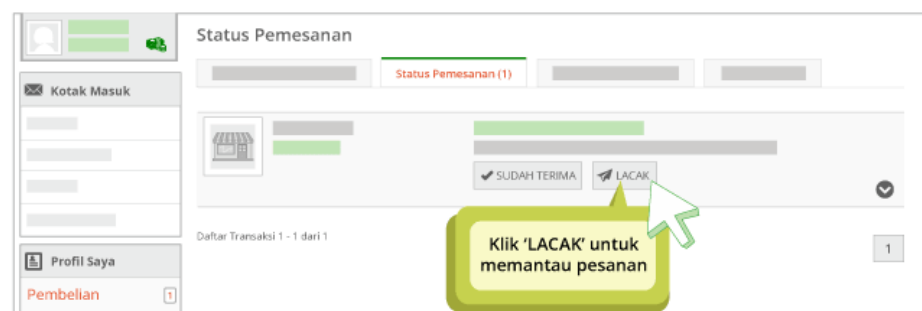 Status Pemesanan
Status Pemesanan (1)
Kotak Masuk
SUDAH TERIMA
LACAK
Daftar Transaksi 1 - 1 dari 1
1
Klik ‘LACAK’ untuk
memantau pesanan
Profil Saya
Pembelian
1